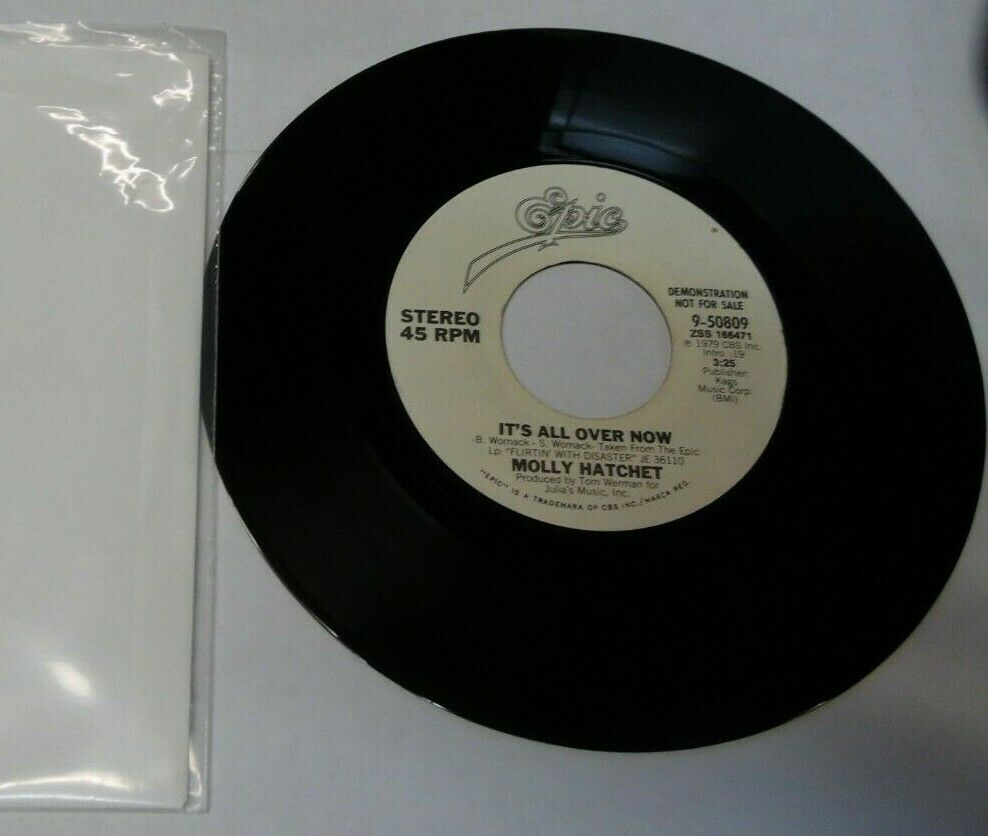 Epic
STEREO
45 RPM
DEMONSTRATION
NOT FOR SALE
9-50809
ZSS 166471
℗ 1979 CBS Inc.
Intro. :19
3:25
Publisher:
Kags
Music Corp.
(BMI)
IT'S ALL OVER NOW
-B. Womack - S. Womack- Taken From The Epic
Lp: "FLIRTIN' WITH DISASTER" JE 36110
MOLLY HATCHET
Produced by Tom Werman for
Julia's Music, Inc.
"EPIC" IS A TRADEMARK OF CBS INC./MARCA REG.